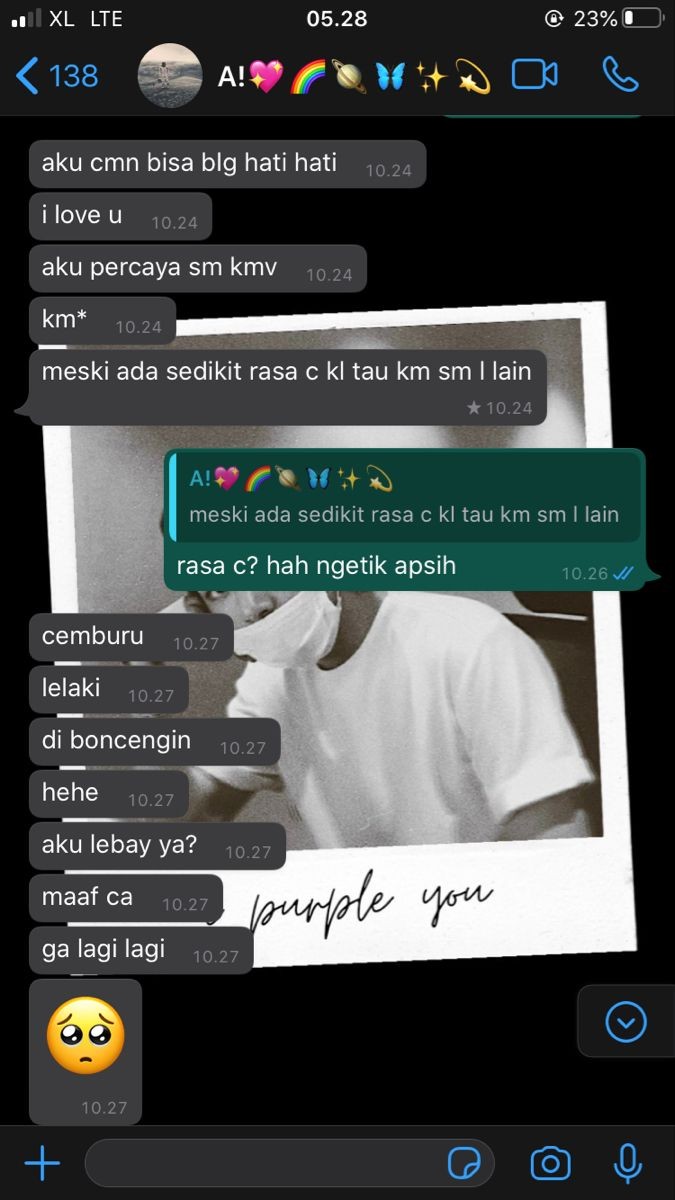 XL LTE 05.28 23%
138 A!💖🌈🪐🦋✨💫
aku cmn bisa blg hati hati 10.24
i love u 10.24
aku percaya sm kmv 10.24
km* 10.24
meski ada sedikit rasa c kl tau km sm l lain
★ 10.24
A!💖🌈🪐🦋✨💫
meski ada sedikit rasa c kl tau km sm l lain
rasa c? hah ngetik apsih 10.26
cemburu 10.27
lelaki 10.27
di boncengin 10.27
hehe 10.27
aku lebay ya? 10.27
maaf ca 10.27
purple you
ga lagi lagi 10.27
🥺
10.27